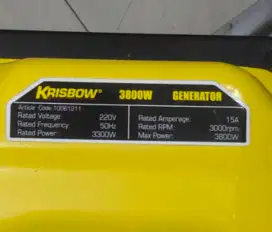 KRISBOW 3800W GENERATOR
Article Code: 10061211
Rated Voltage 220V
Rated Frequency 50Hz
Rated Power: 3300W
Rated Amperage: 15A
Rated RPM: 3000rpm
Max Power: 3800W